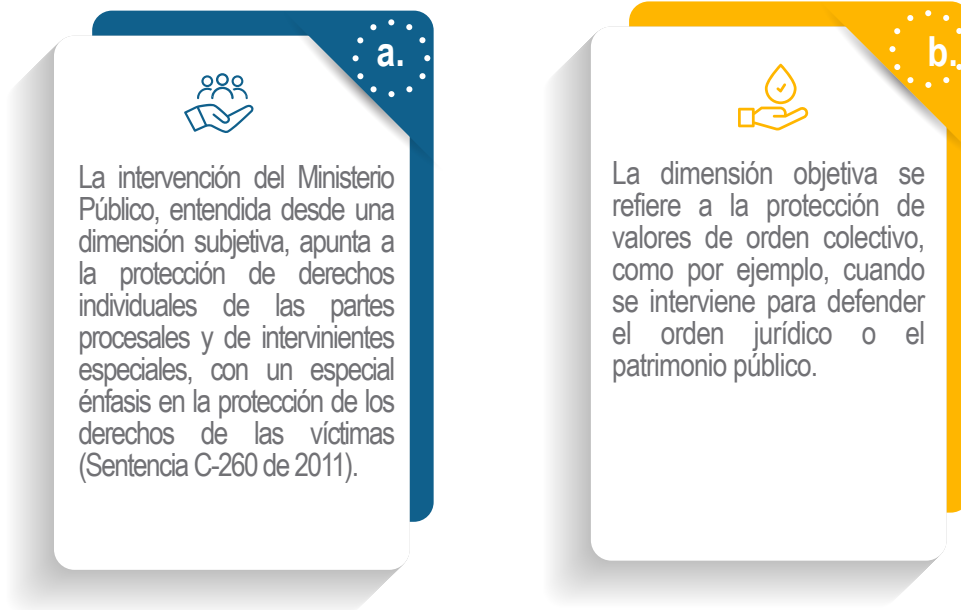 a.
La intervención del Ministerio
Público, entendida desde una
dimensión subjetiva, apunta a
la protección de derechos
individuales de las partes
procesales y de intervinientes
especiales, con un especial
énfasis en la protección de los
derechos de las víctimas
(Sentencia C-260 de 2011).
b.
La dimensión objetiva se
refiere a la protección de
valores de orden colectivo,
como por ejemplo, cuando
se interviene para defender
el orden jurídico o el
patrimonio público.